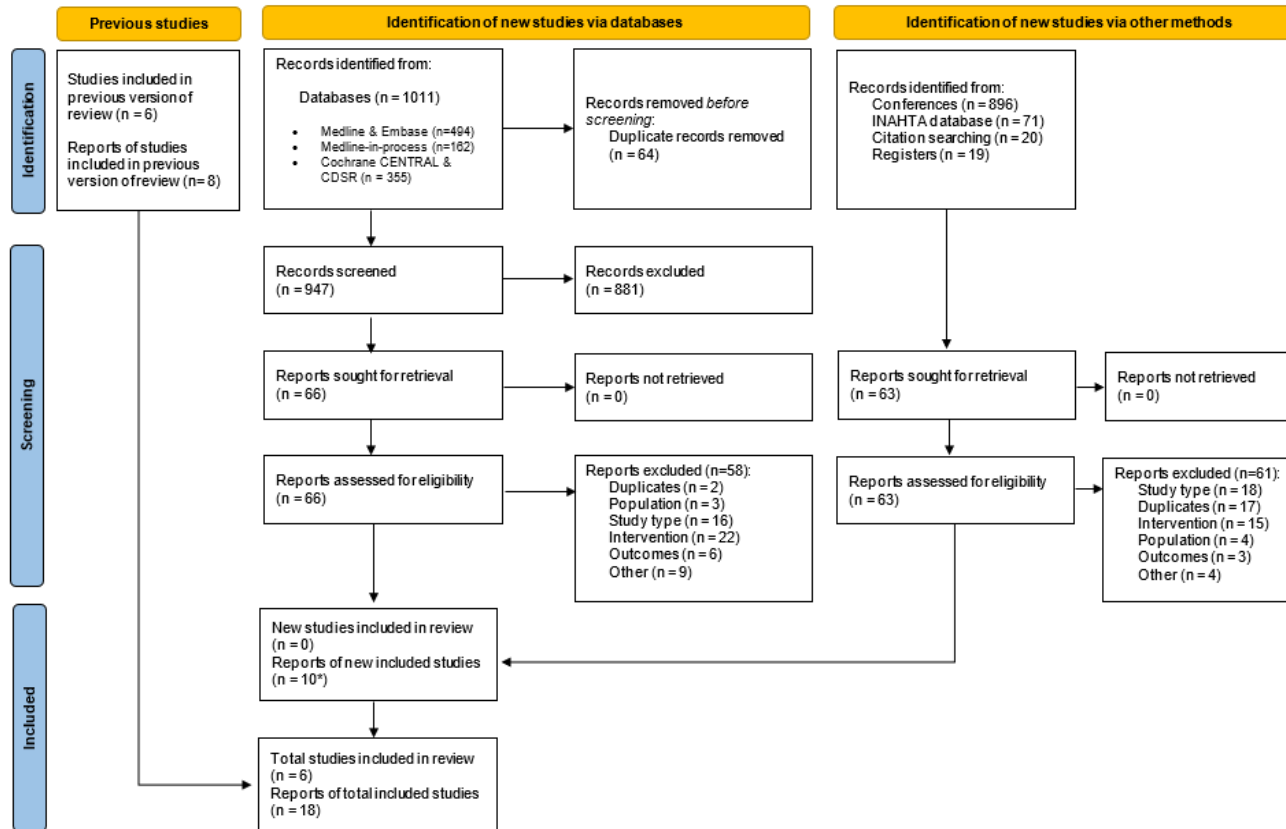 Previous studies
Identification of new studies via databases
Identification of new studies via other methods
Identification
Studies included in
previous version of
review (n = 6)
Reports of studies
included in previous
version of review (n= 8)
Records identified from:
Databases (n = 1011)
• Medline & Embase (n=494)
• Medline-in-process (n=162)
• Cochrane CENTRAL &
CDSR (n = 355)
Records removed before
screening:
Duplicate records removed
(n = 64)
Records identified from:
Conferences (n = 896)
INAHTA database (n = 71)
Citation searching (n = 20)
Registers (n = 19)
Screening
Records screened
(n = 947)
Records excluded
(n = 881)
Reports sought for retrieval
(n = 66)
Reports not retrieved
(n = 0)
Reports sought for retrieval
(n = 63)
Reports not retrieved
(n = 0)
Reports assessed for eligibility
(n = 66)
Reports excluded (n=58):
Duplicates (n = 2)
Population (n = 3)
Study type (n = 16)
Intervention (n = 22)
Outcomes (n = 6)
Other (n = 9)
Reports assessed for eligibility
(n = 63)
Reports excluded (n=61):
Study type (n = 18)
Duplicates (n = 17)
Intervention (n = 15)
Population (n = 4)
Outcomes (n = 3)
Other (n = 4)
Included
New studies included in review
(n = 0)
Reports of new included studies
(n = 10*)
Total studies included in review
(n = 6)
Reports of total included studies
(n = 18)